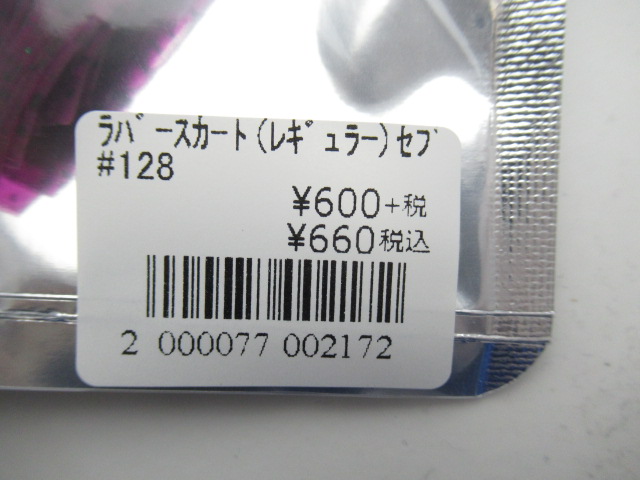 ラバースカート(レギュラー)セブ
#128
¥600+税
¥660税込
2 000077 002172